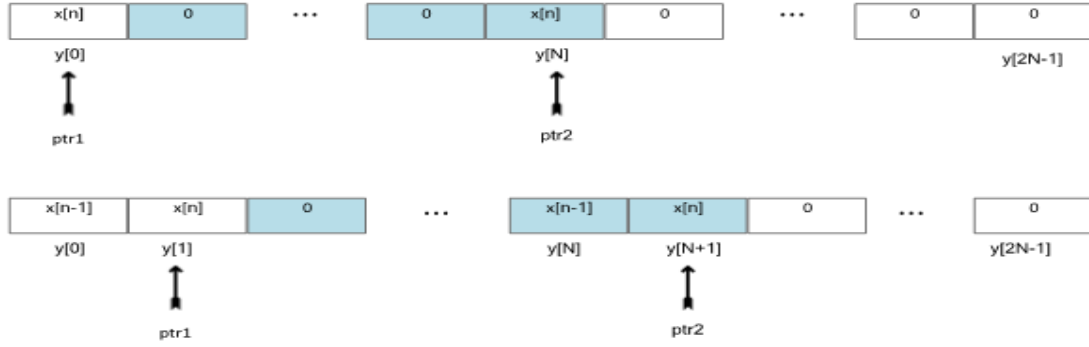 x[n] 0 ... 0 x[n] 0 ... 0 0
y[0] y[N] y[2N-1]
ptr1 ptr2
x[n-1] x[n] 0 ... x[n-1] x[n] 0 ... 0
y[0] y[1] y[N] y[N+1] y[2N-1]
ptr1 ptr2